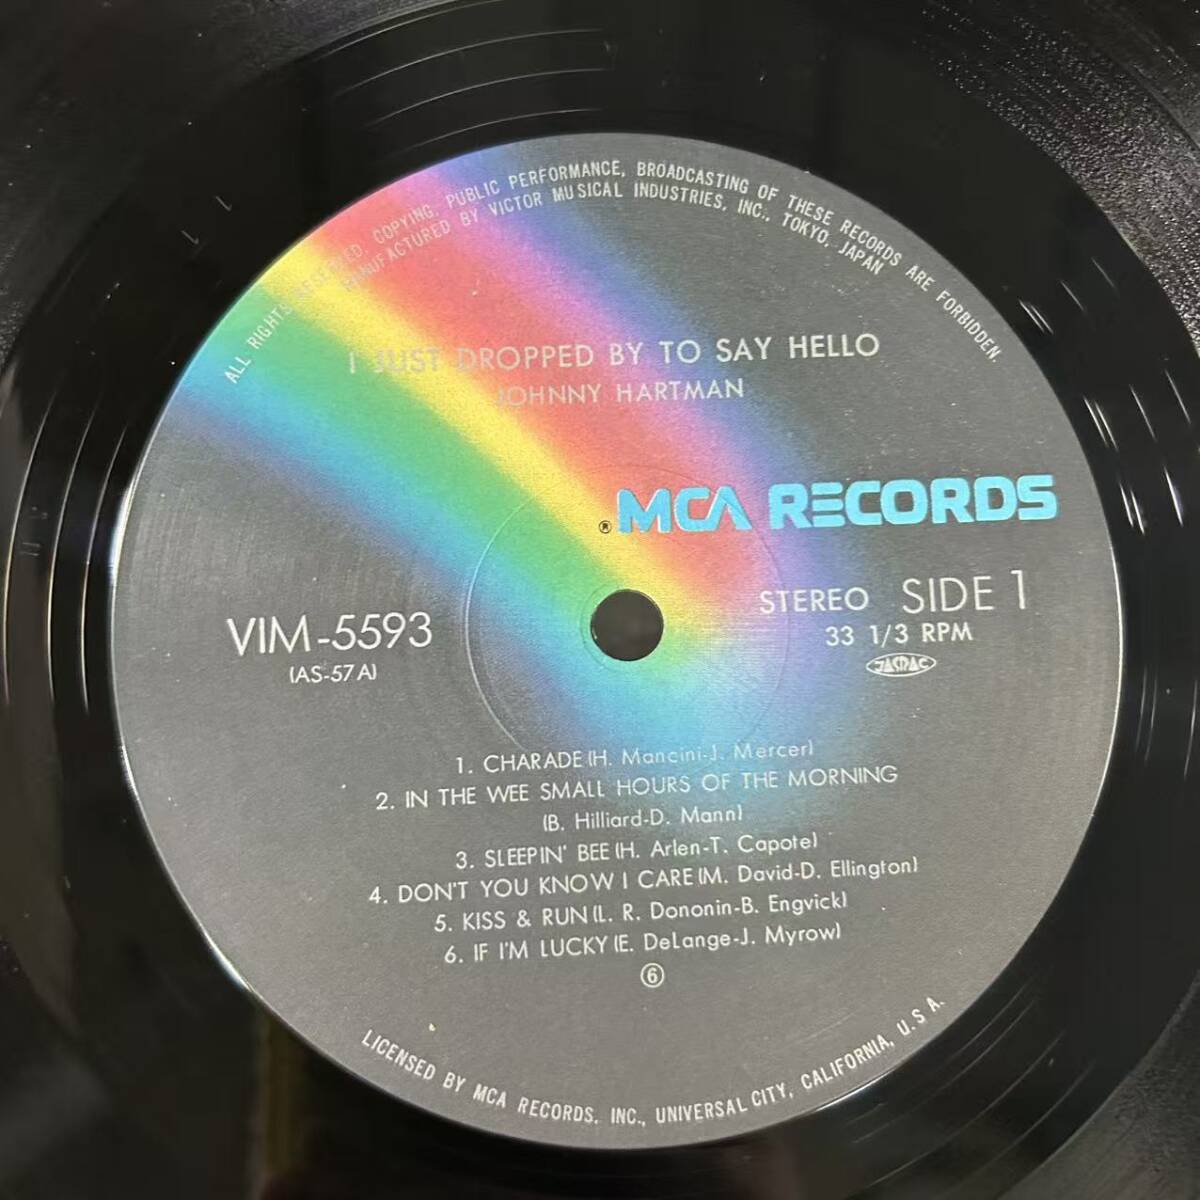 ALL RIGHTS RESERVED. COPYING, PUBLIC PERFORMANCE, BROADCASTING OF THESE RECORDS ARE FORBIDDEN.
MANUFACTURED BY VICTOR MUSICAL INDUSTRIES, INC., TOKYO, JAPAN
I JUST DROPPED BY TO SAY HELLO
JOHNNY HARTMAN
® MCA RECORDS
STEREO SIDE 1
33 1/3 RPM
JASRAC
VIM-5593
(AS-57A)
1. CHARADE (H. Mancini-J. Mercer)
2. IN THE WEE SMALL HOURS OF THE MORNING
(B. Hilliard-D. Mann)
3. SLEEPIN' BEE (H. Arlen-T. Capote)
4. DON'T YOU KNOW I CARE (M. David-D. Ellington)
5. KISS & RUN (L. R. Dononin-B. Engvick)
6. IF I'M LUCKY (E. DeLange-J. Myrow)
⑥
LICENSED BY MCA RECORDS, INC., UNIVERSAL CITY, CALIFORNIA, U.S.A.